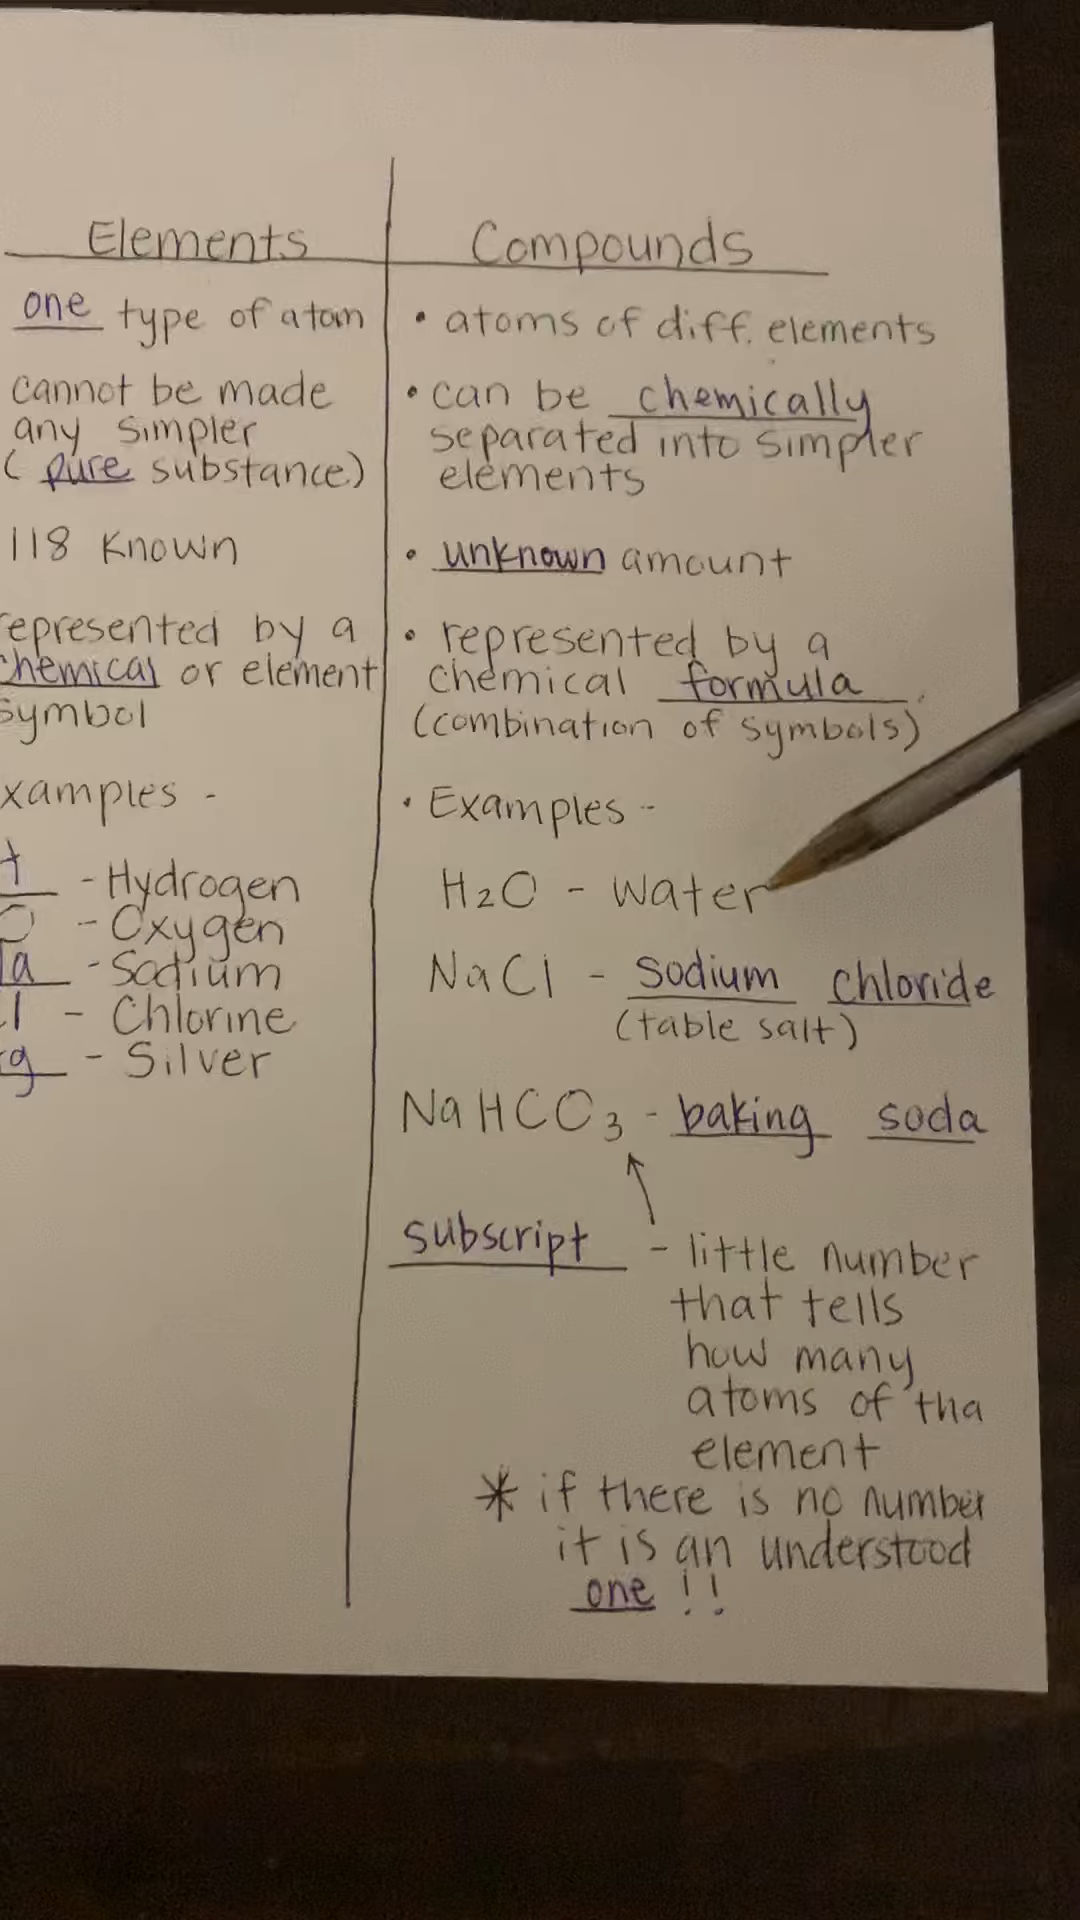 Elements
one type of atom
cannot be made
any simpler
(pure substance)
118 known
represented by a
chemical or element
symbol
Examples -
- Hydrogen
O - Oxygen
- Sodium
- Chlorine
- Silver
Compounds
• atoms of diff. elements
• can be chemically
separated into simpler
elements
• unknown amount
• represented by a
chemical formula
(combination of symbols)
• Examples -
H2O - Water
NaCl - sodium chloride
(table salt)
NaHCO3 - baking soda
subscript - little number
that tells
how many
atoms of tha
element
* if there is no number
it is an understood
one !!